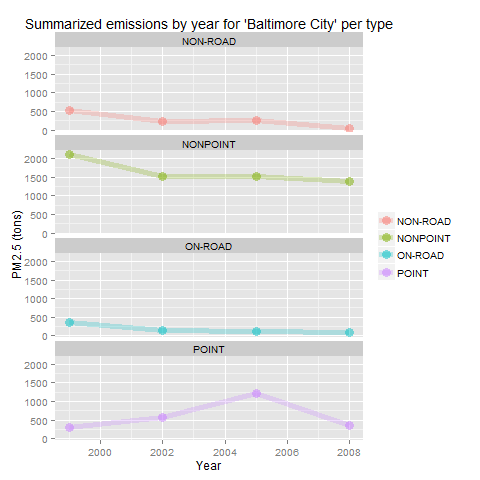 Summarized emissions by year for 'Baltimore City' per type
NON-ROAD
2000
1500
1000
500
0
NONPOINT
2000
1500
1000
500
0
ON-ROAD
2000
1500
1000
500
0
POINT
2000
1500
1000
500
0
2000 2002 2004 2006 2008
Year
PM2.5 (tons)
NON-ROAD
NONPOINT
ON-ROAD
POINT